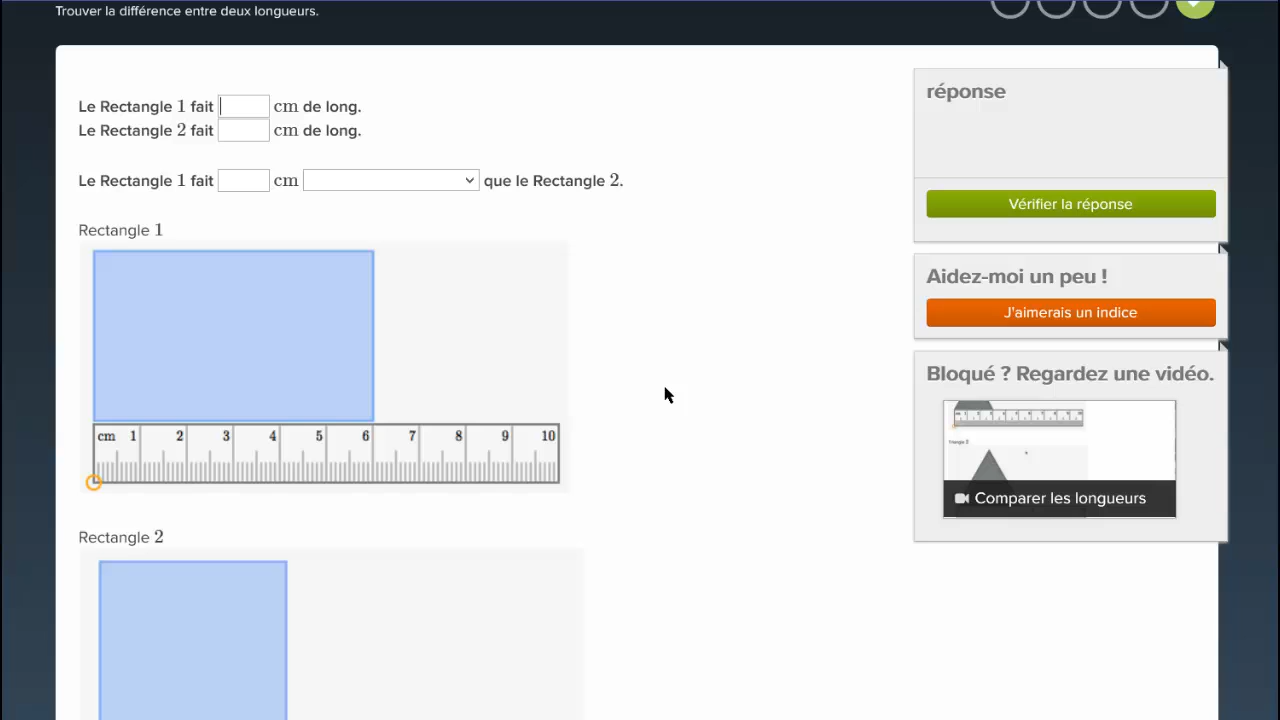 Trouver la différence entre deux longueurs.
Le Rectangle 1 fait cm de long.
Le Rectangle 2 fait cm de long.
Le Rectangle 1 fait cm que le Rectangle 2.
Rectangle 1
cm 1 2 3 4 5 6 7 8 9 10
Rectangle 2
réponse
Vérifier la réponse
Aidez-moi un peu !
J'aimerais un indice
Bloqué ? Regardez une vidéo.
Comparer les longueurs